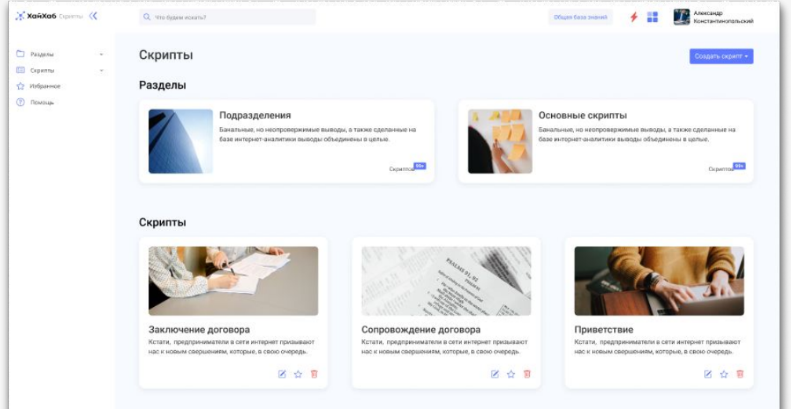 ХайХаб Скрипты
Что будем искать?
Общая база знаний
Александр
Константинопольский
Разделы
Скрипты
Избранное
Помощь
Скрипты
Создать скрипт
Разделы
Подразделения
Банальные, но неопровержимые выводы, а также сделанные на
базе интернет-аналитики выводы объединены в целые.
Скриптов 99+
Основные скрипты
Банальные, но неопровержимые выводы, а также сделанные на
базе интернет-аналитики выводы объединены в целые.
Скриптов 99+
Скрипты
PSALMS 81, 82
Заключение договора
Кстати, предприниматели в сети интернет призывают
нас к новым свершениям, которые, в свою очередь.
Сопровождение договора
Кстати, предприниматели в сети интернет призывают
нас к новым свершениям, которые, в свою очередь.
Приветствие
Кстати, предприниматели в сети интернет призывают
нас к новым свершениям, которые, в свою очередь.